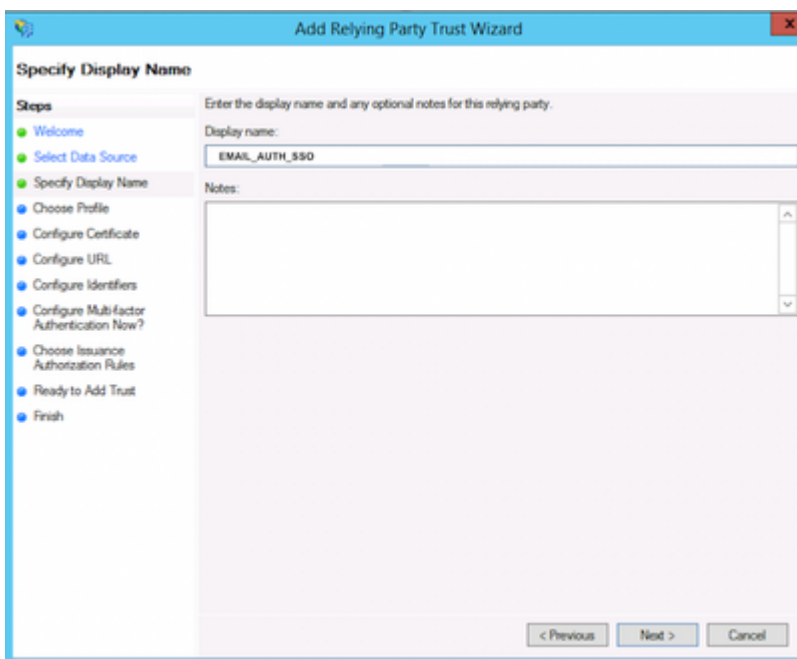 Add Relying Party Trust Wizard
x
Specify Display Name
Steps
Welcome
Select Data Source
Specify Display Name
Choose Profile
Configure Certificate
Configure URL
Configure Identifiers
Configure Multi-factor
Authentication Now?
Choose Issuance
Authorization Rules
Ready to Add Trust
Finish
Enter the display name and any optional notes for this relying party.
Display name:
EMAIL_AUTH_SSO
Notes:
< Previous
Next >
Cancel